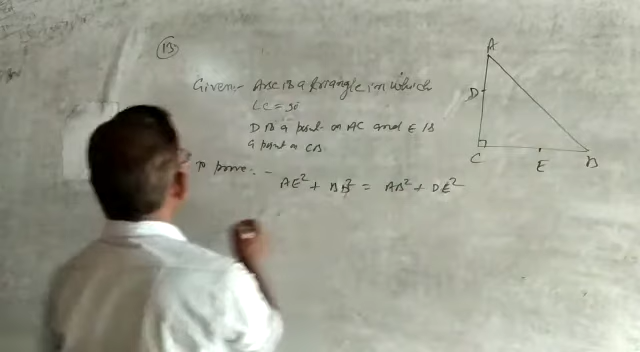 (13)
Given:- ABC is a triangle in which
∠C = 90
D is a point on AC and E is
a point on CB
To prove:-
AE² + BD² = AB² + DE²
A
D
C
E
B